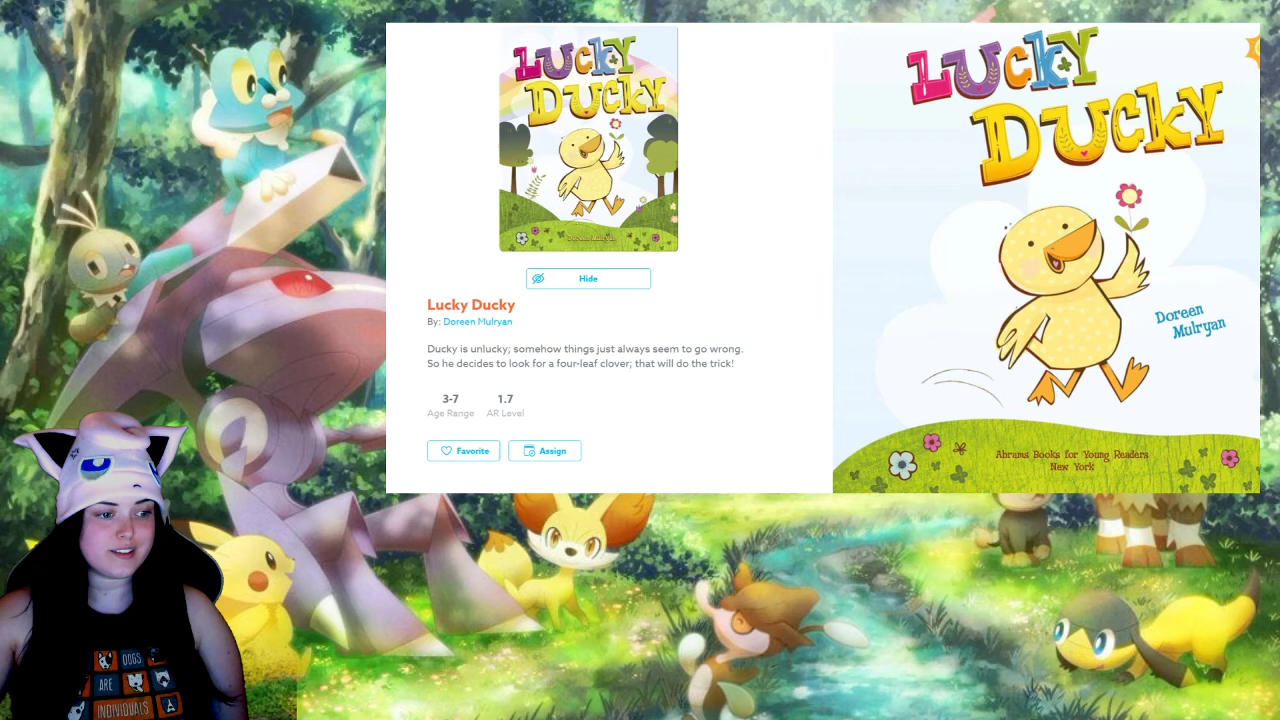 LUCKY
DUCKY
Doreen Mulryan
Hide
Lucky Ducky
By: Doreen Mulryan
Ducky is unlucky; somehow things just always seem to go wrong.
So he decides to look for a four-leaf clover; that will do the trick!
3-7
Age Range
1.7
AR Level
Favorite
Assign
LUCKY
DUCKY
Doreen
Mulryan
Abrams Books for Young Readers
New York
DOGS
ARE
INDIVIDUALS